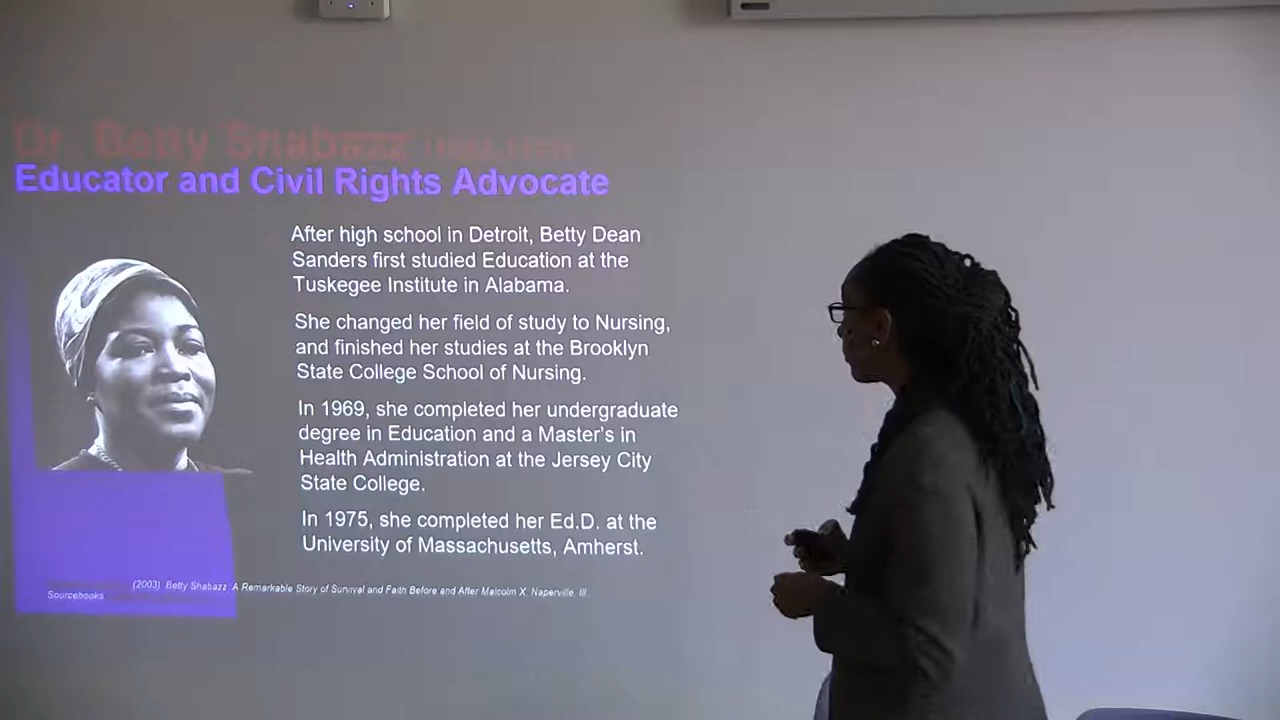 Dr. Betty Shabazz
Educator and Civil Rights Advocate
After high school in Detroit, Betty Dean
Sanders first studied Education at the
Tuskegee Institute in Alabama.
She changed her field of study to Nursing,
and finished her studies at the Brooklyn
State College School of Nursing.
In 1969, she completed her undergraduate
degree in Education and a Master's in
Health Administration at the Jersey City
State College.
In 1975, she completed her Ed.D. at the
University of Massachusetts, Amherst.
(2003) Betty Shabazz: A Remarkable Story of Survival and Faith Before and After Malcolm X. Naperville, Ill.:
Sourcebooks